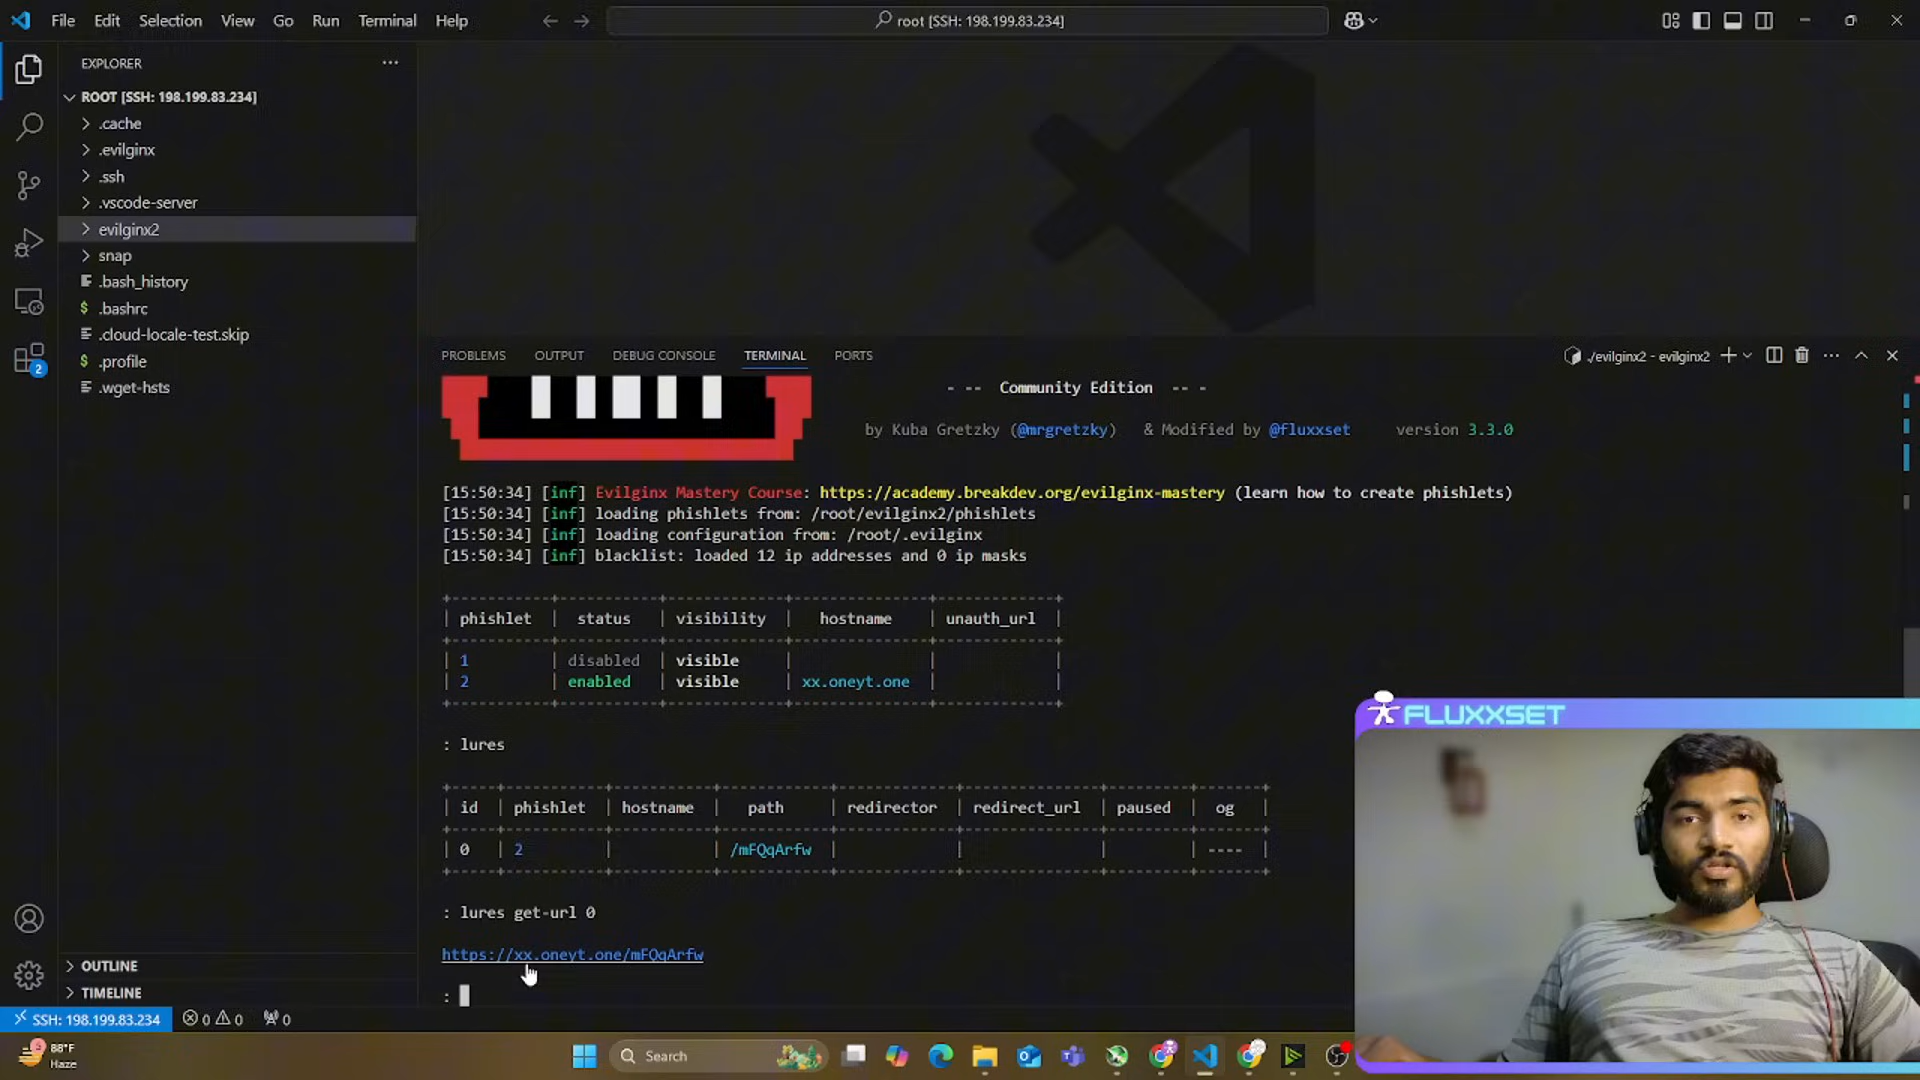 File Edit Selection View Go Run Terminal Help
root [SSH: 198.199.83.234]
EXPLORER
ROOT [SSH: 198.199.83.234]
.cache
.evilginx
.ssh
.vscode-server
evilginx2
snap
.bash_history
$ .bashrc
.cloud-locale-test.skip
$ .profile
.wget-hsts
2
OUTLINE
TIMELINE
PROBLEMS OUTPUT DEBUG CONSOLE TERMINAL PORTS
./evilginx2 - evilginx2
- -- Community Edition -- -
by Kuba Gretzky (@mrgretzky) & Modified by @fluxxset version 3.3.0
[15:50:34] [inf] Evilginx Mastery Course: https://academy.breakdev.org/evilginx-mastery (learn how to create phishlets)
[15:50:34] [inf] loading phishlets from: /root/evilginx2/phishlets
[15:50:34] [inf] loading configuration from: /root/.evilginx
[15:50:34] [inf] blacklist: loaded 12 ip addresses and 0 ip masks
| phishlet | status | visibility | hostname | unauth_url |
| 1 | disabled | visible | | |
| 2 | enabled | visible | xx.oneyt.one | |
: lures
| id | phishlet | hostname | path | redirector | redirect_url | paused | og |
| 0 | 2 | | /mFQqArfw | | | | ---- |
: lures get-url 0
https://xx.oneyt.one/mFQqArfw
:
FLUXXSET
SSH: 198.199.83.234 0 0 0
88°F
Haze
Search